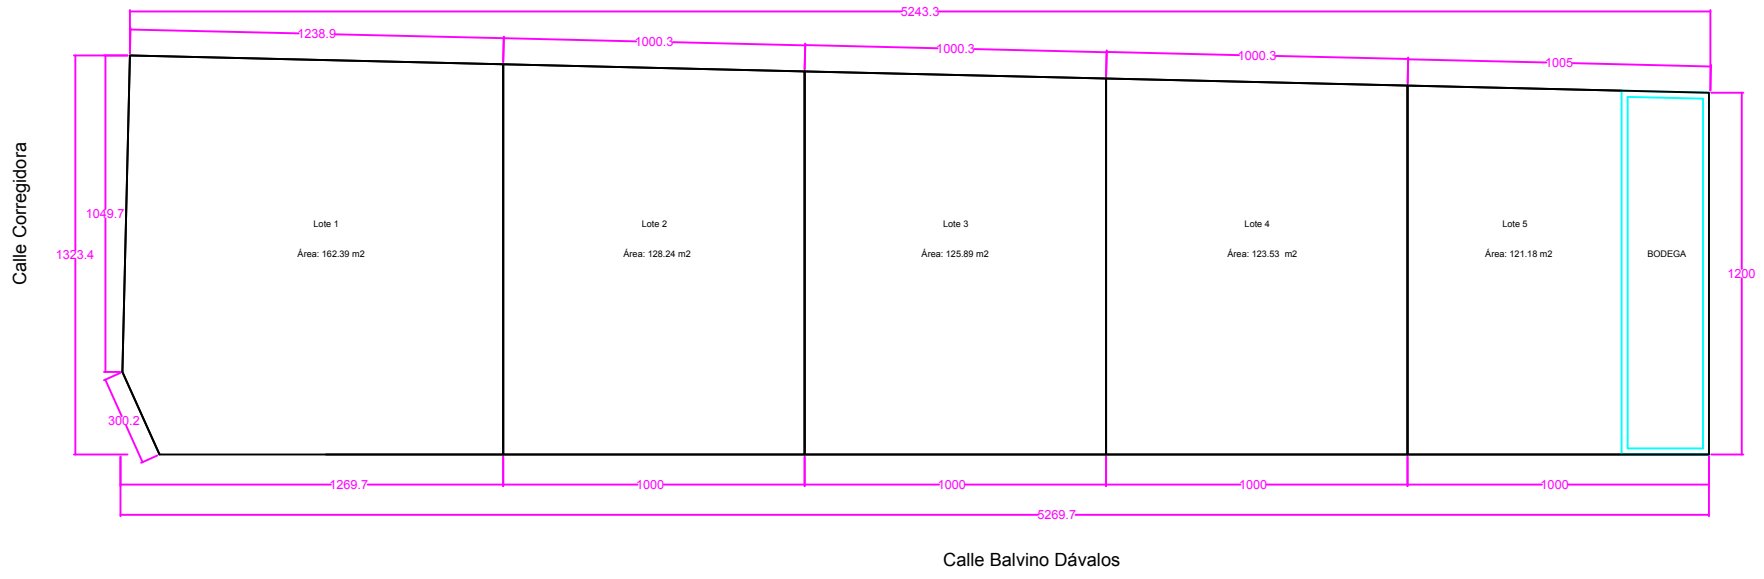 5243.3
1238.9
1000.3
1000.3
1000.3
1005
Calle Corregidora
1049.7
1323.4
300.2
Lote 1
Área: 162.39 m2
Lote 2
Área: 128.24 m2
Lote 3
Área: 125.89 m2
Lote 4
Área: 123.53 m2
Lote 5
Área: 121.18 m2
BODEGA
1200
1269.7
1000
1000
1000
1000
5269.7
Calle Balvino Dávalos